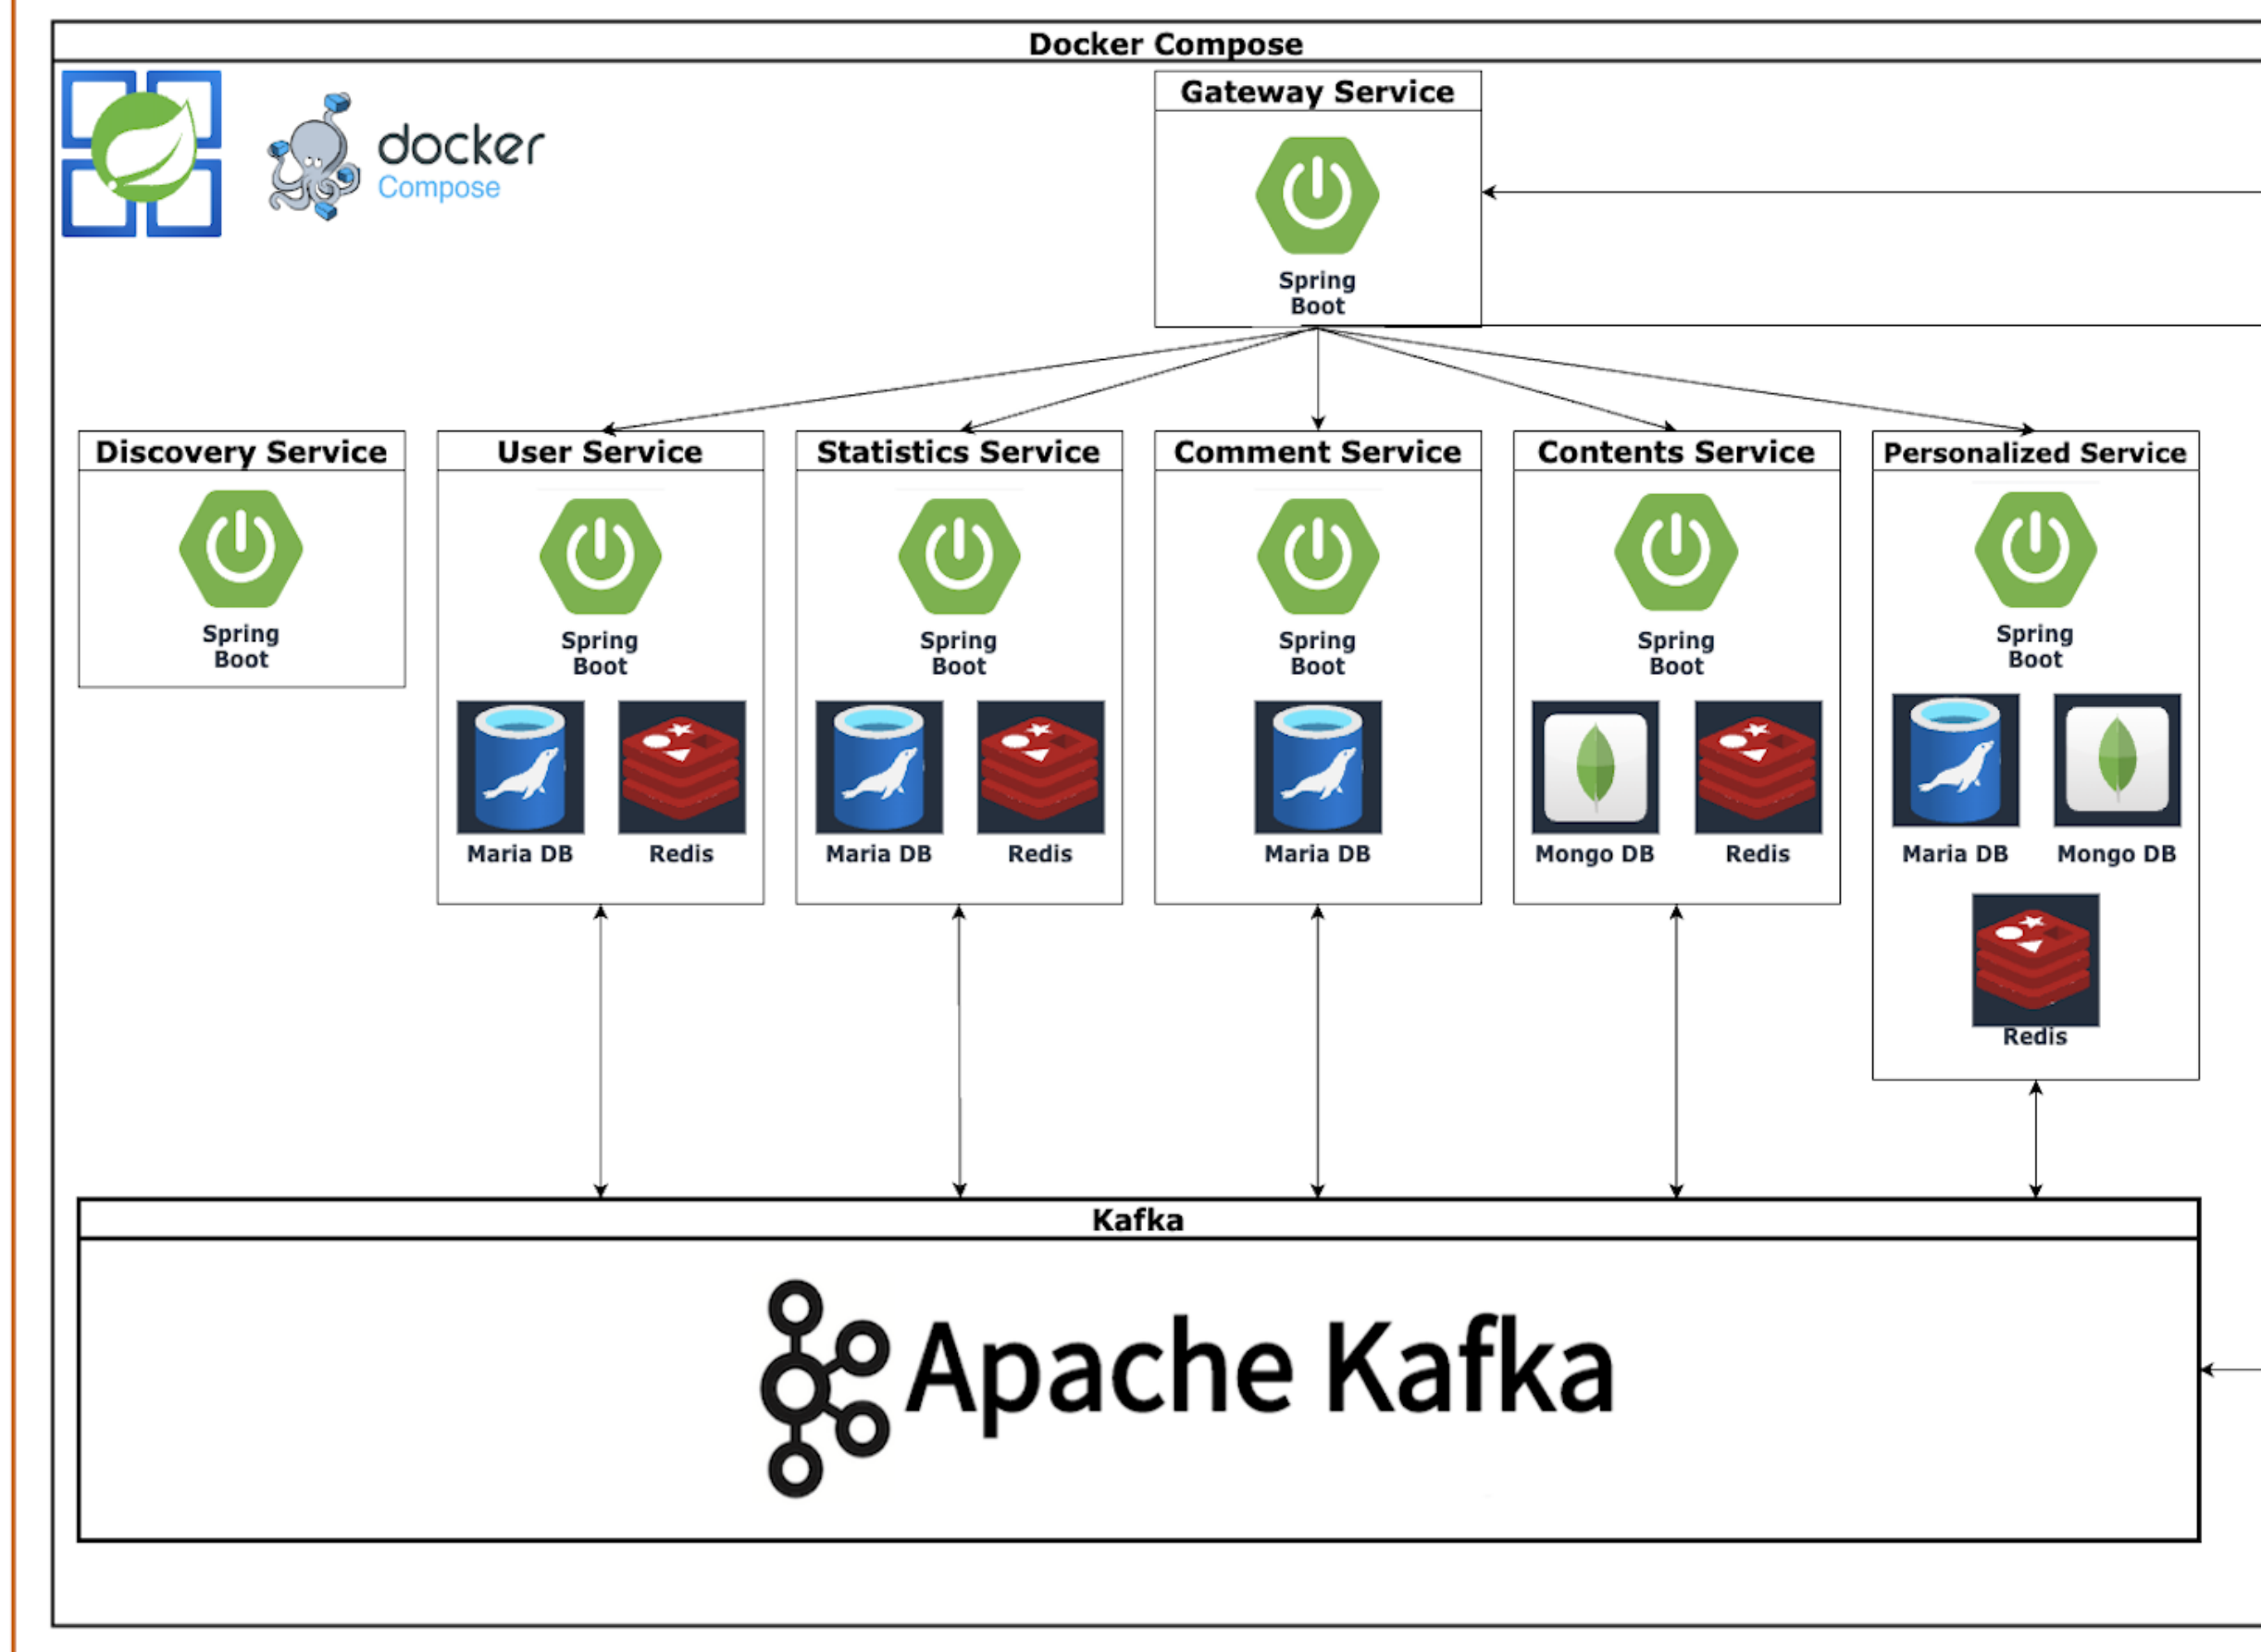 Docker Compose
docker
Compose
Gateway Service
Spring
Boot
Discovery Service
Spring
Boot
User Service
Spring
Boot
Maria DB
Redis
Statistics Service
Spring
Boot
Maria DB
Redis
Comment Service
Spring
Boot
Maria DB
Contents Service
Spring
Boot
Mongo DB
Redis
Personalized Service
Spring
Boot
Maria DB
Mongo DB
Redis
Kafka
Apache Kafka